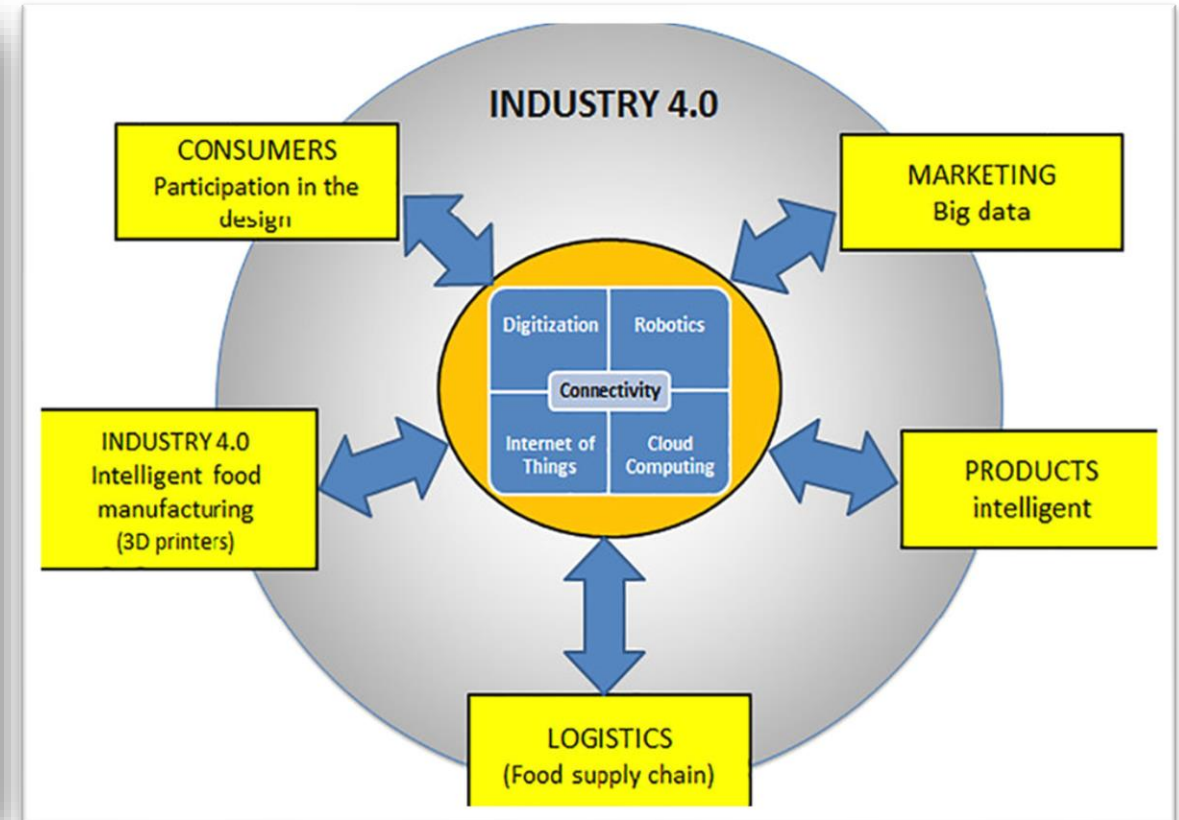 INDUSTRY 4.0
CONSUMERS
Participation in the
design
MARKETING
Big data
Digitization
Robotics
Connectivity
Internet of
Things
Cloud
Computing
INDUSTRY 4.0
Intelligent food
manufacturing
(3D printers)
PRODUCTS
intelligent
LOGISTICS
(Food supply chain)